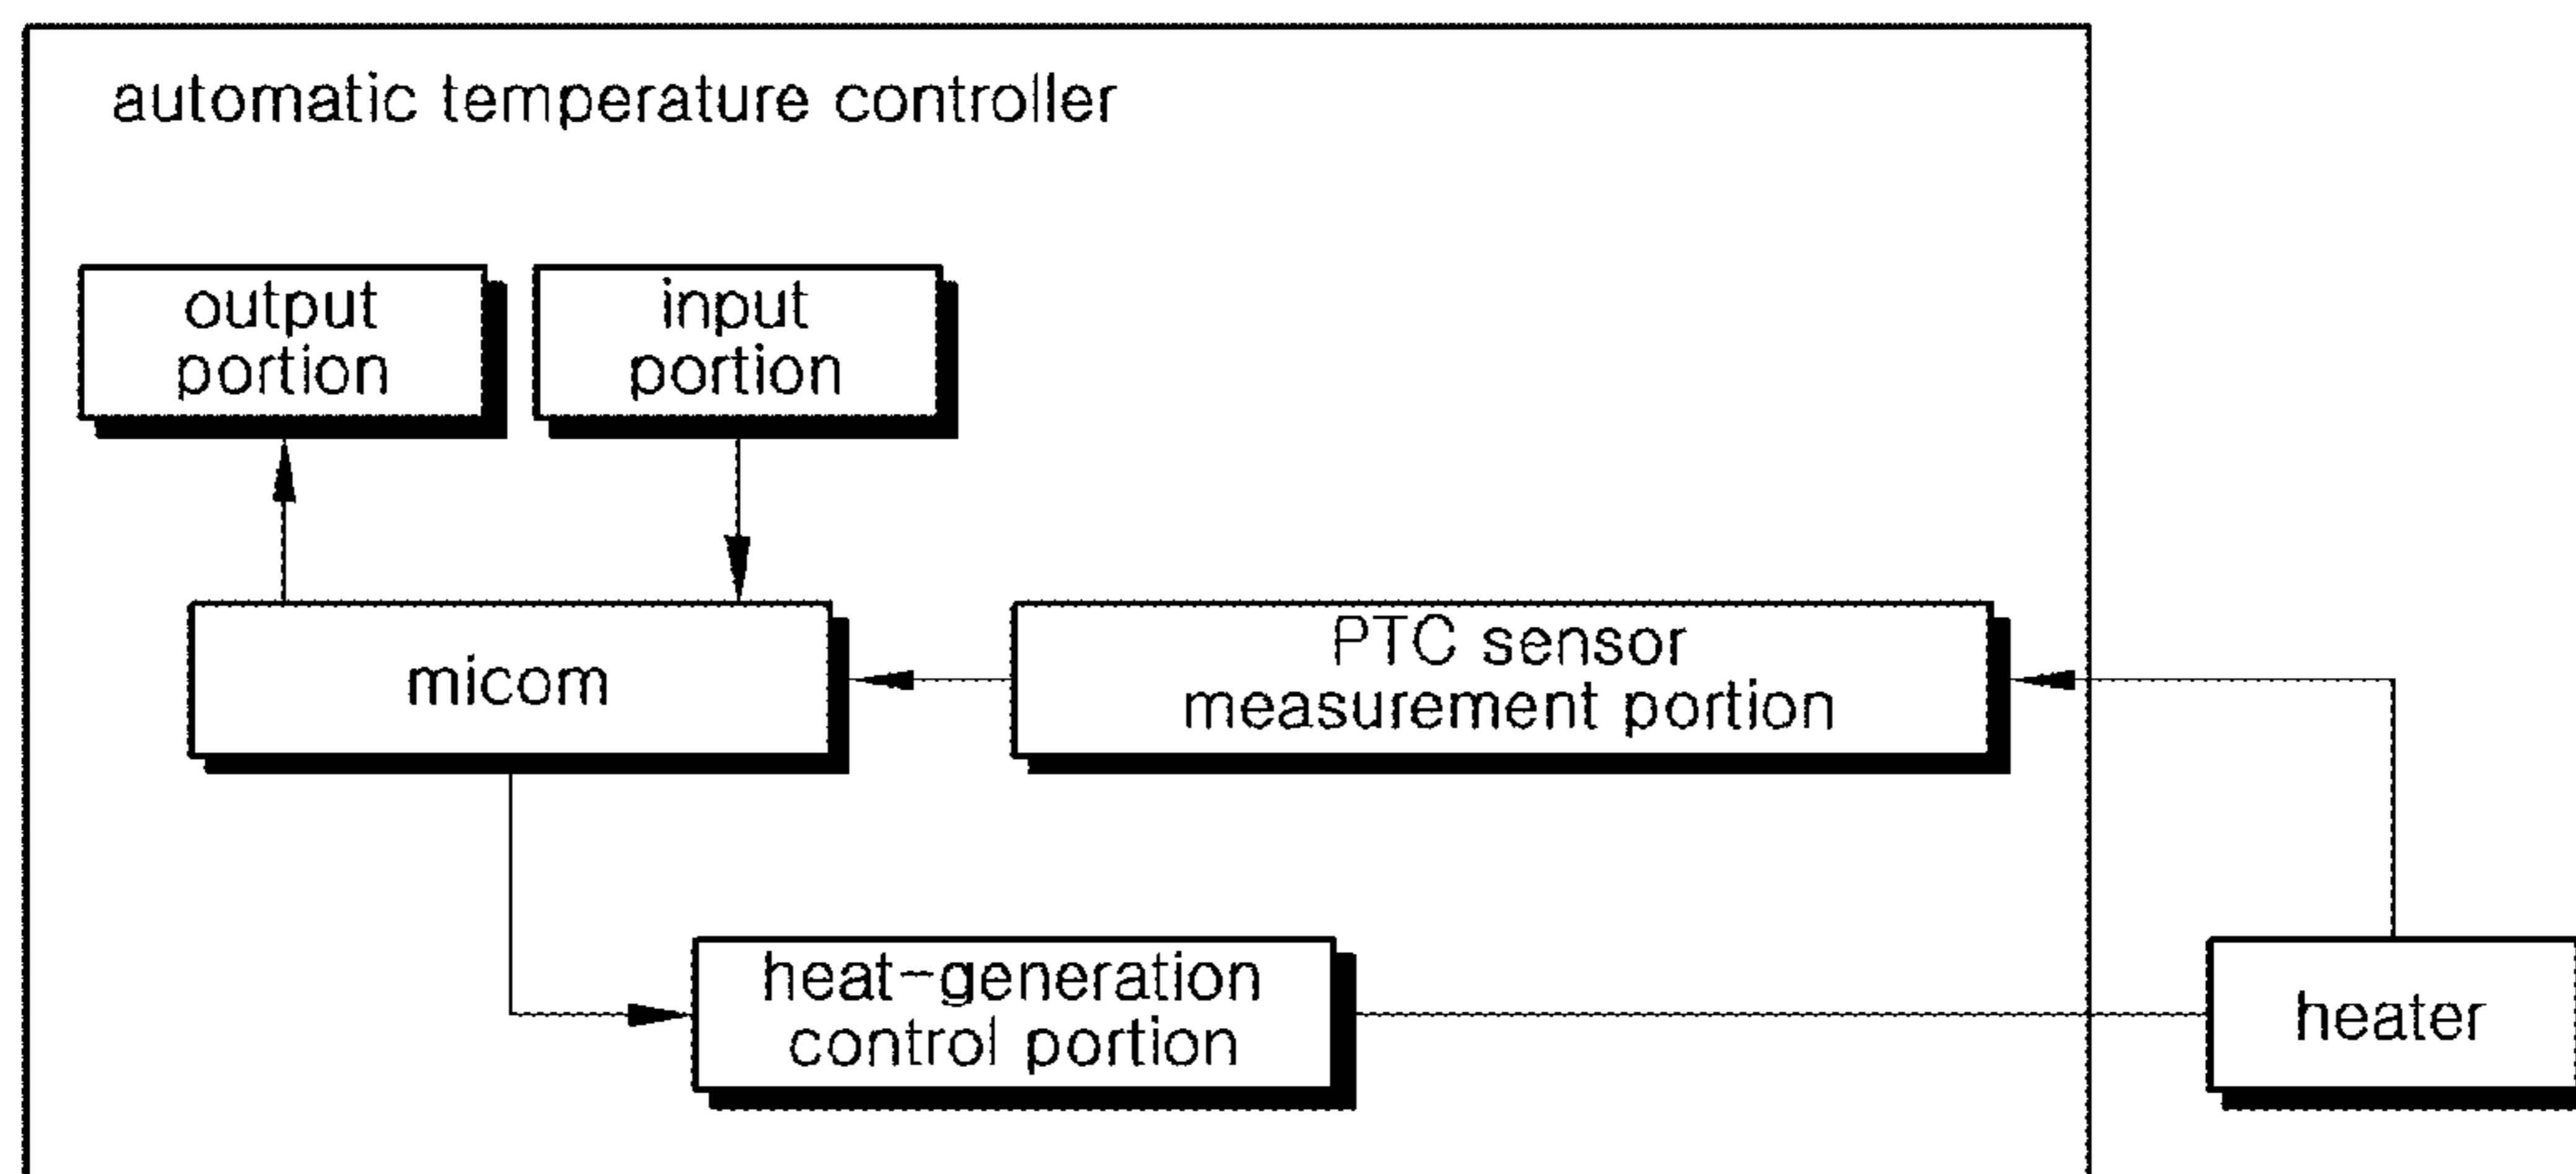 automatic temperature controller
output
portion
input
portion
micom
PTC sensor
measurement portion
heat-generation
control portion
heater